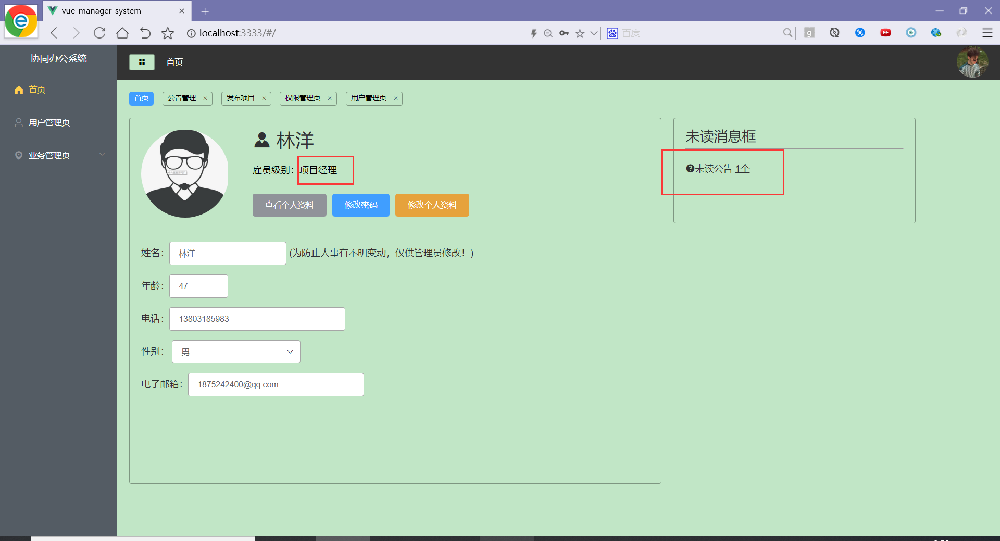 vue-manager-system
localhost:3333/#/
百度
g
协同办公系统
首页
首页
用户管理页
业务管理页
首页
公告管理
发布项目
权限管理页
用户管理页
林洋
雇员级别：项目经理
查看个人资料
修改密码
修改个人资料
未读消息框
未读公告 1个
姓名：林洋 (为防止人事有不明变动，仅供管理员修改！)
年龄：47
电话：13803185983
性别：男
电子邮箱：1875242400@qq.com